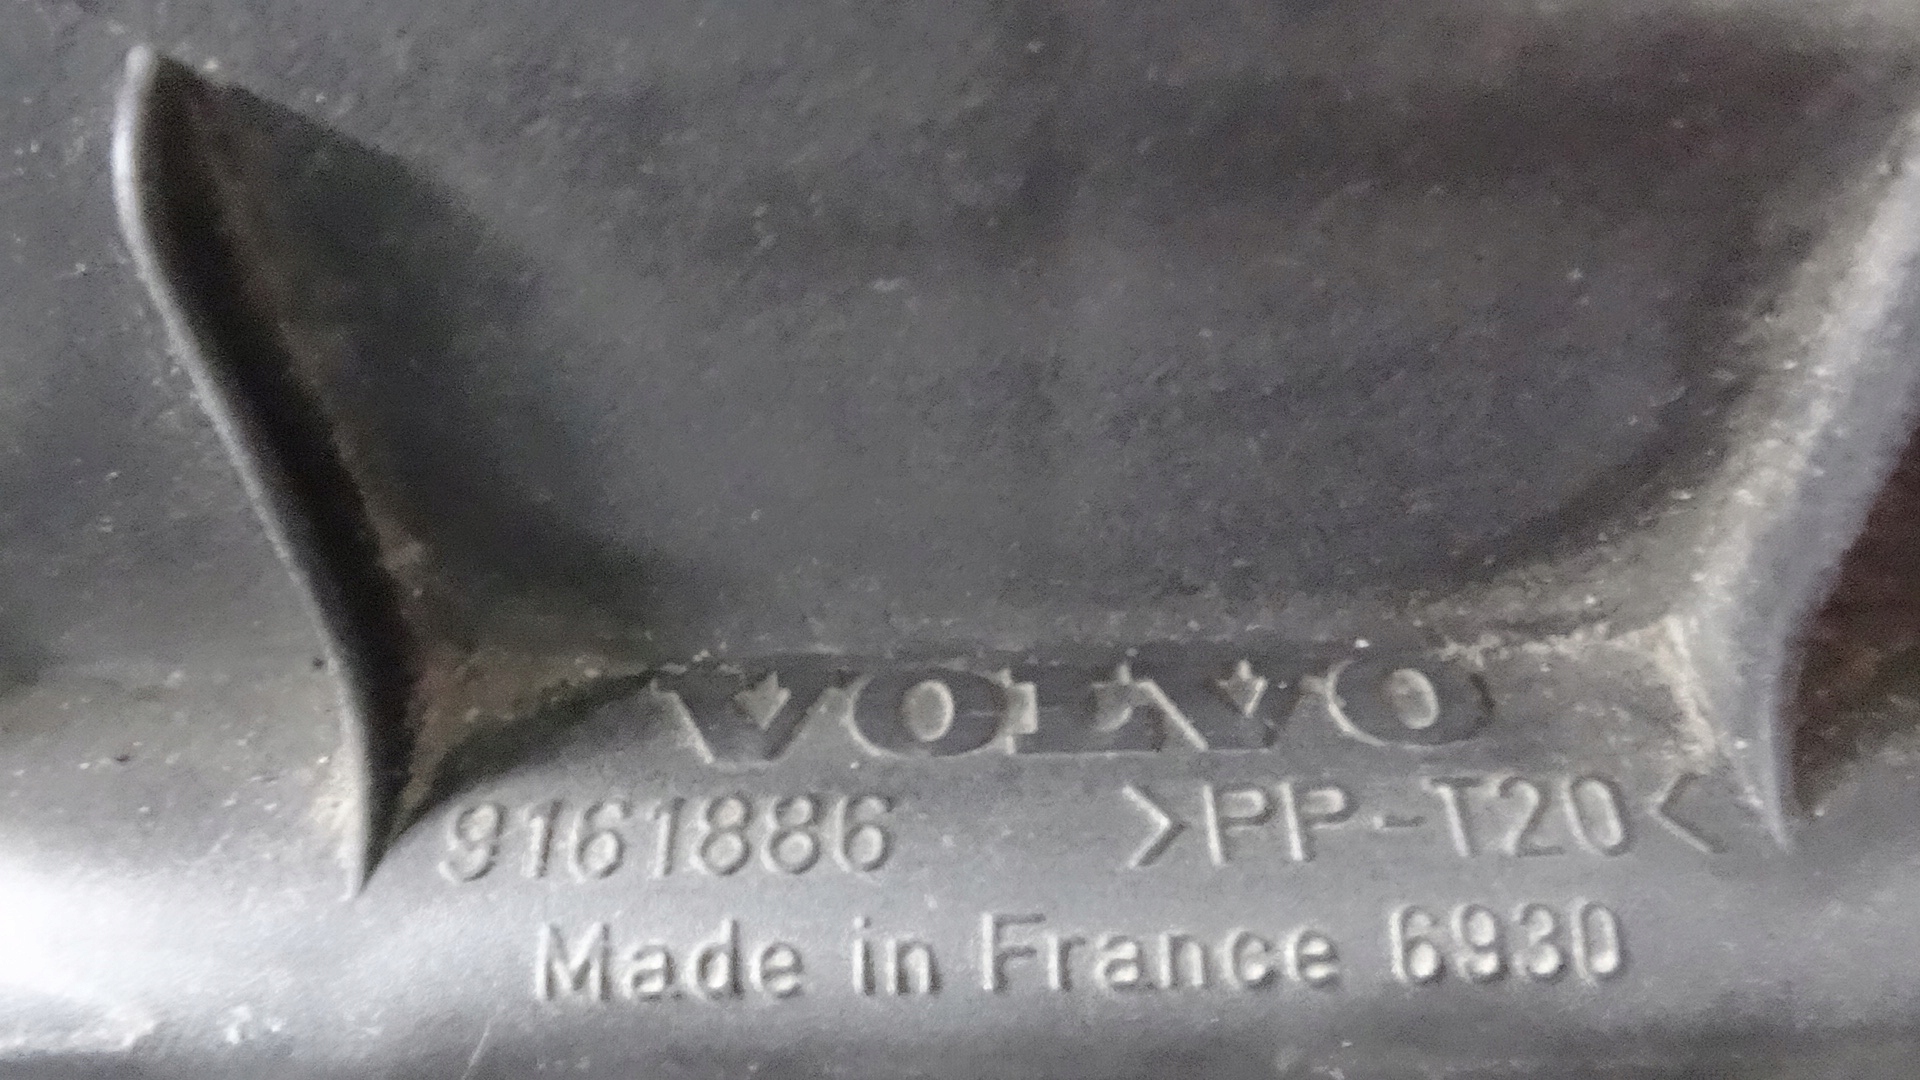 VOLVO
9161886 >PP-T20<
Made in France 6930